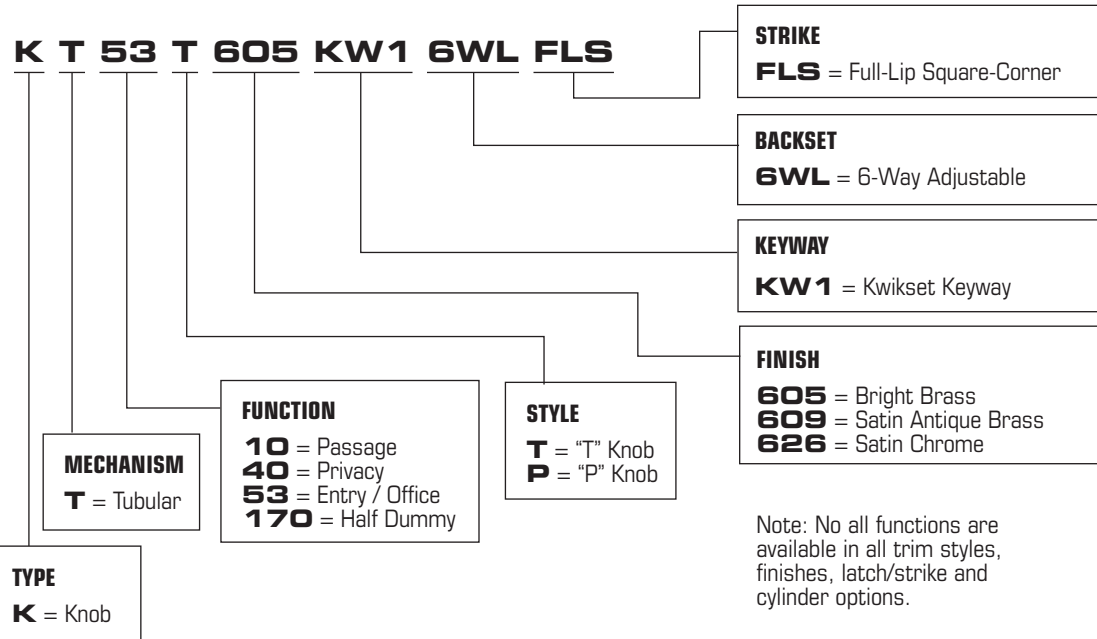 K T 53 T 605 KW1 6WL FLS
STRIKE
FLS = Full-Lip Square-Corner
BACKSET
6WL = 6-Way Adjustable
KEYWAY
KW1 = Kwikset Keyway
FINISH
605 = Bright Brass
609 = Satin Antique Brass
626 = Satin Chrome
STYLE
T = “T” Knob
P = “P” Knob
FUNCTION
10 = Passage
40 = Privacy
53 = Entry / Office
170 = Half Dummy
MECHANISM
T = Tubular
TYPE
K = Knob
Note: No all functions are
available in all trim styles,
finishes, latch/strike and
cylinder options.